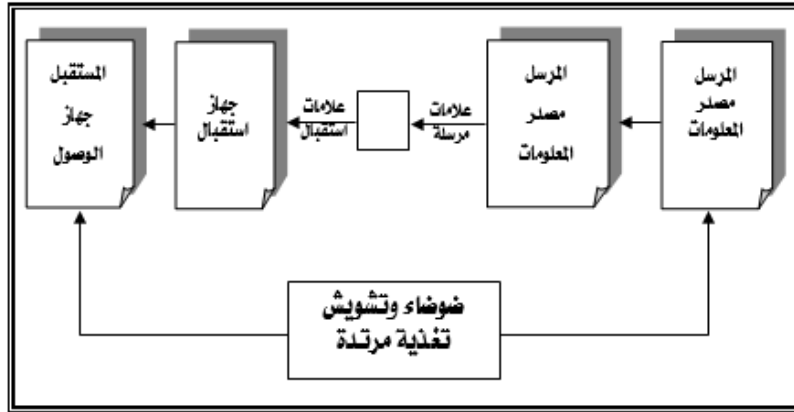 المرسل
مصدر
المعلومات
المرسل
مصدر
المعلومات
علامات
مرسلة
علامات
استقبال
جهاز
استقبال
المستقبل
جهاز
الوصول
ضوضاء وتشويش
تغذية مرتدة